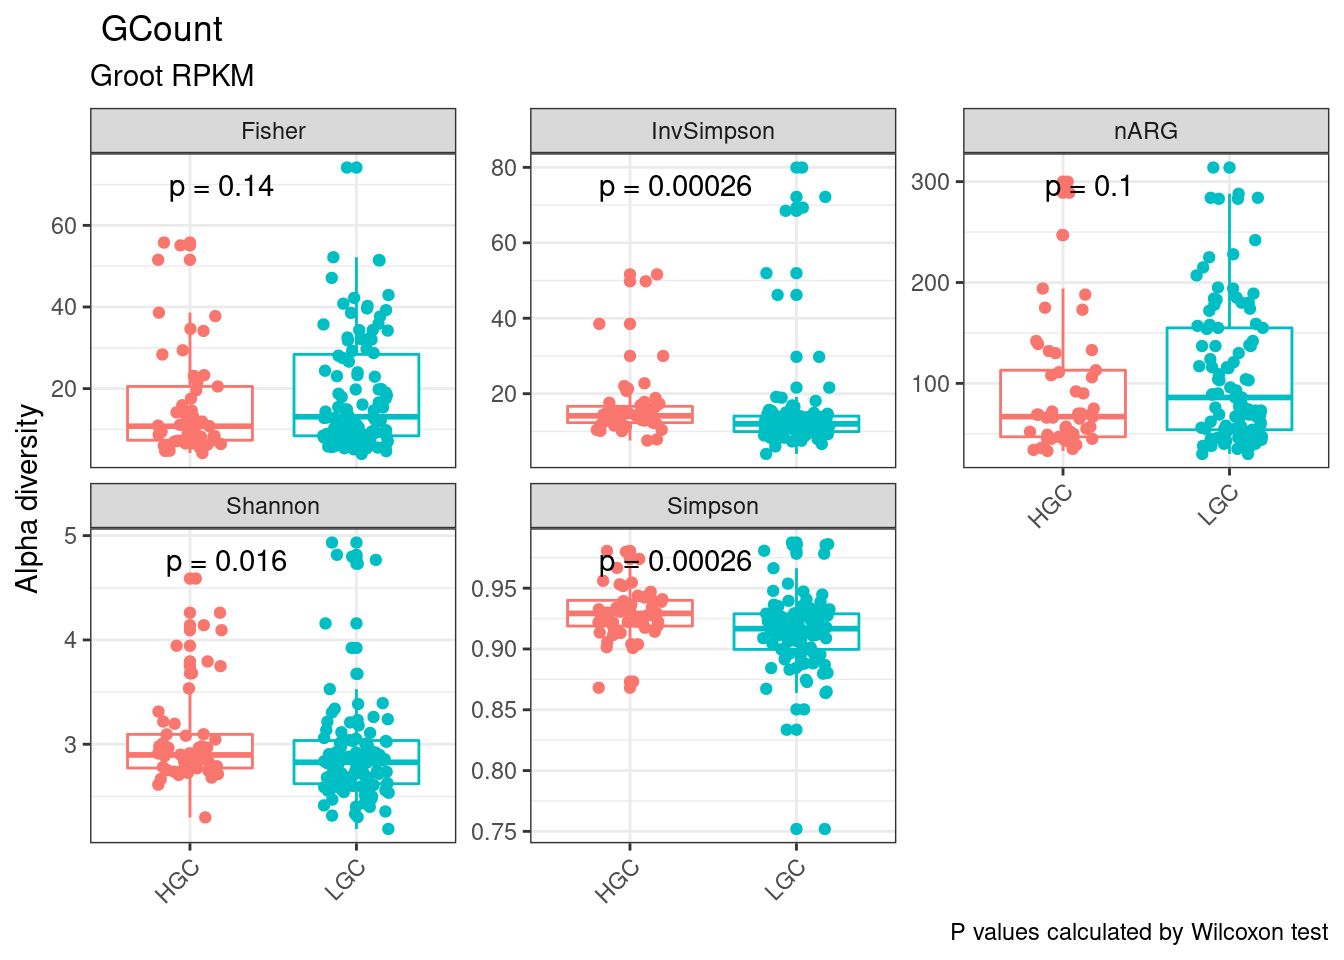 GCount
Groot RPKM
Alpha diversity
Fisher
p = 0.14
60
40
20
InvSimpson
p = 0.00026
80
60
40
20
nARG
p = 0.1
300
200
100
HGC
LGC
Shannon
p = 0.016
5
4
3
HGC
LGC
Simpson
p = 0.00026
0.95
0.90
0.85
0.80
0.75
HGC
LGC
P values calculated by Wilcoxon test